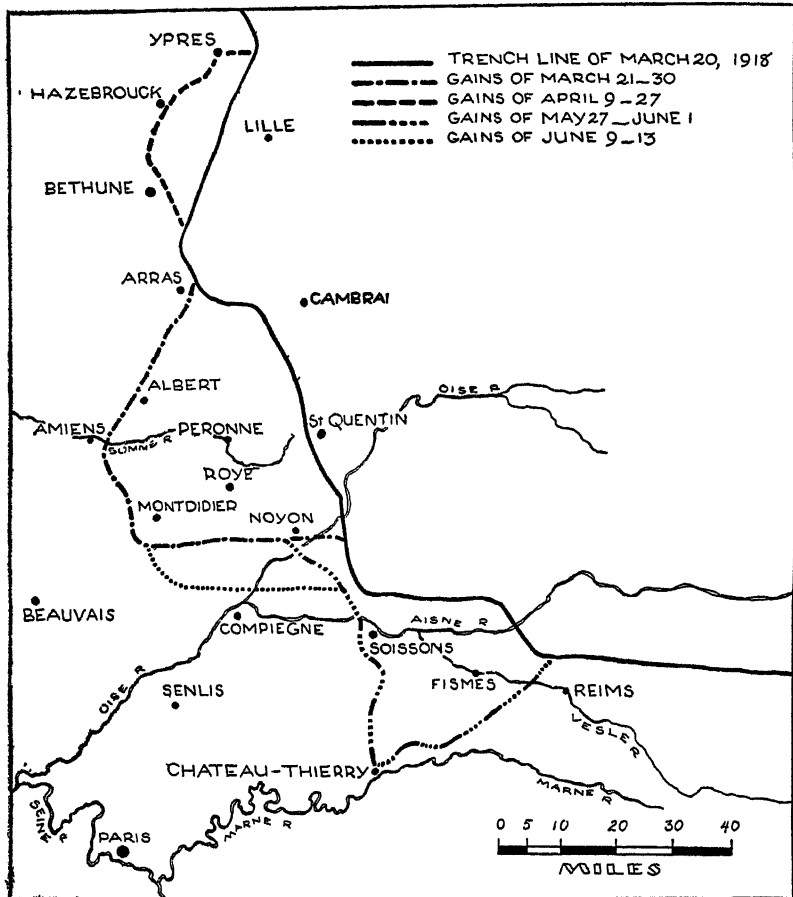 YPRES
TRENCH LINE OF MARCH 20, 1918
GAINS OF MARCH 21–30
HAZEBROUCK
GAINS OF APRIL 9–27
GAINS OF MAY 27–JUNE 1
LILLE
GAINS OF JUNE 9–13
BETHUNE
ARRAS
CAMBRAI
ALBERT
OISE R
AMIENS
SOMME R
PERONNE
St QUENTIN
ROYE
MONTDIDIER
NOYON
BEAUVAIS
COMPIEGNE
AISNE R
SOISSONS
OISE R
SENLIS
FISMES
REIMS
VESLE R
CHATEAU-THIERRY
MARNE R
SEINE R
MARNE R
PARIS
0 5 10 20 30 40
MILES